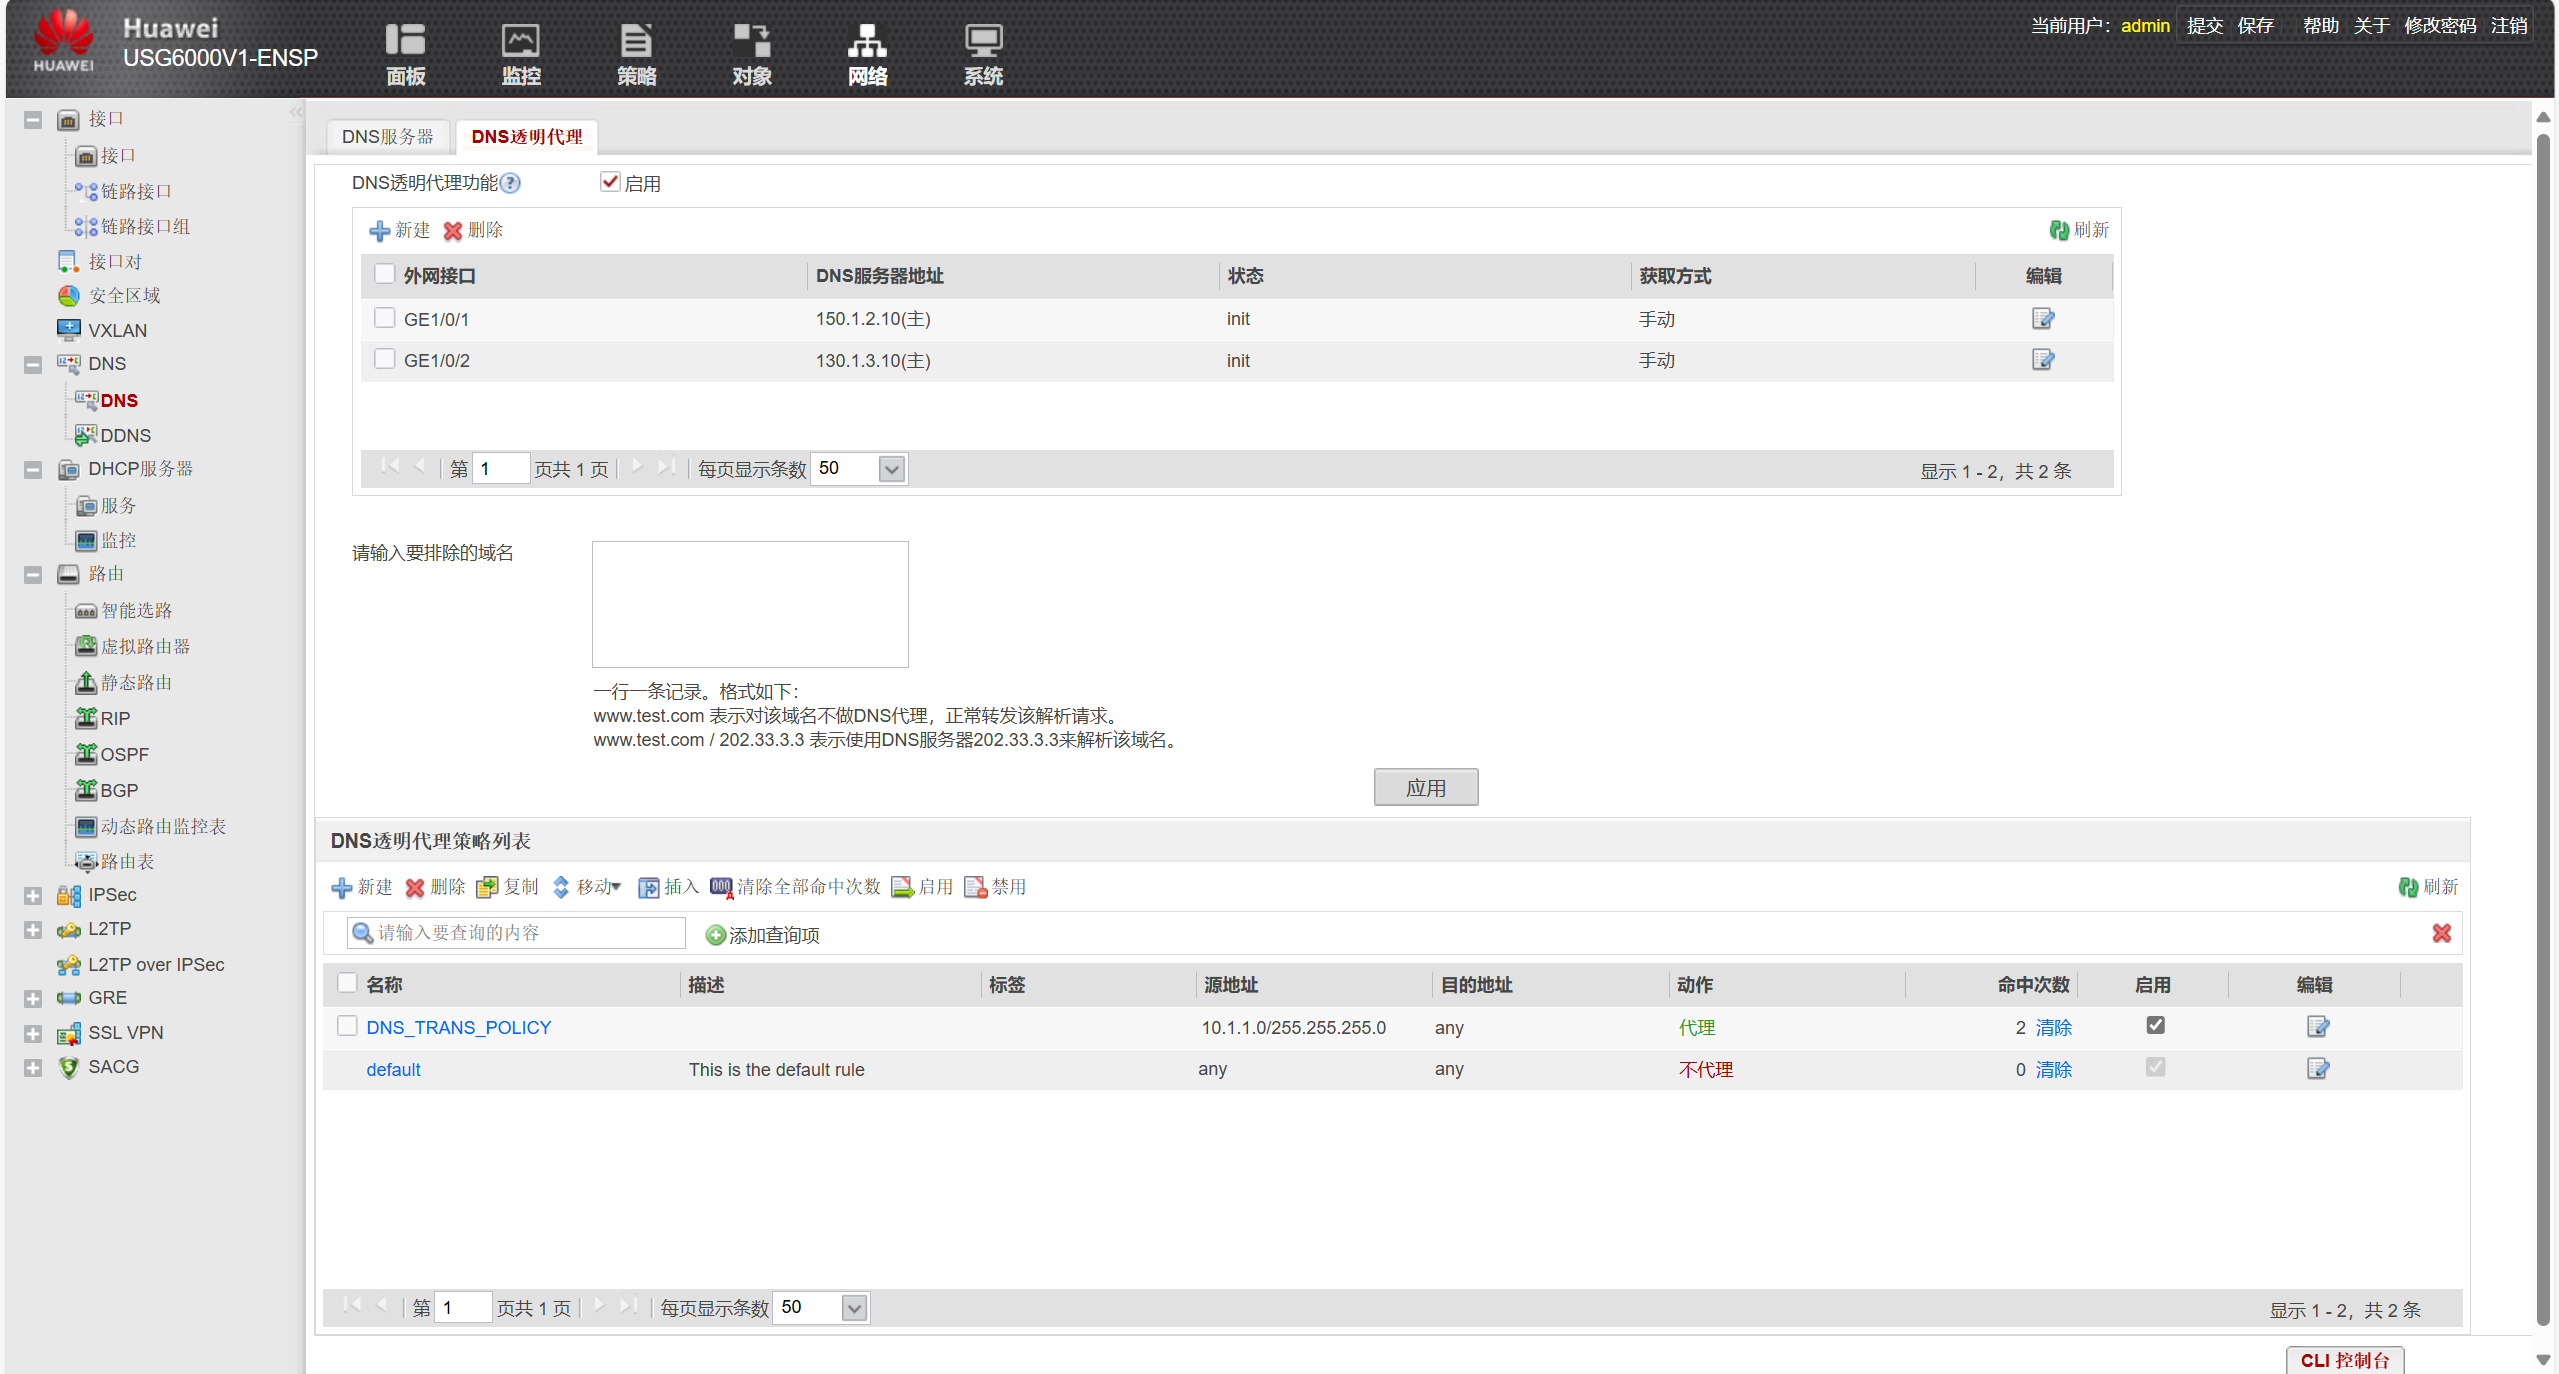 HUAWEI
Huawei
USG6000V1-ENSP
面板
监控
策略
对象
网络
系统
当前用户：admin 提交 保存 帮助 关于 修改密码 注销
接口
接口
链路接口
链路接口组
接口对
安全区域
VXLAN
DNS
DNS
DDNS
DHCP服务器
服务
监控
路由
智能选路
虚拟路由器
静态路由
RIP
OSPF
BGP
动态路由监控表
路由表
IPSec
L2TP
L2TP over IPSec
GRE
SSL VPN
SACG
DNS服务器 DNS透明代理
DNS透明代理功能 启用
新建 删除 刷新
外网接口 DNS服务器地址 状态 获取方式 编辑
GE1/0/1 150.1.2.10(主) init 手动
GE1/0/2 130.1.3.10(主) init 手动
第 1 页共 1 页 每页显示条数 50 显示 1 - 2，共 2 条
请输入要排除的域名
一行一条记录。格式如下：
www.test.com 表示对该域名不做DNS代理，正常转发该解析请求。
www.test.com / 202.33.3.3 表示使用DNS服务器202.33.3.3来解析该域名。
应用
DNS透明代理策略列表
新建 删除 复制 移动 插入 清除全部命中次数 启用 禁用 刷新
请输入要查询的内容 添加查询项
名称 描述 标签 源地址 目的地址 动作 命中次数 启用 编辑
DNS_TRANS_POLICY 10.1.1.0/255.255.255.0 any 代理 2 清除
default This is the default rule any any 不代理 0 清除
第 1 页共 1 页 每页显示条数 50 显示 1 - 2，共 2 条
CLI 控制台